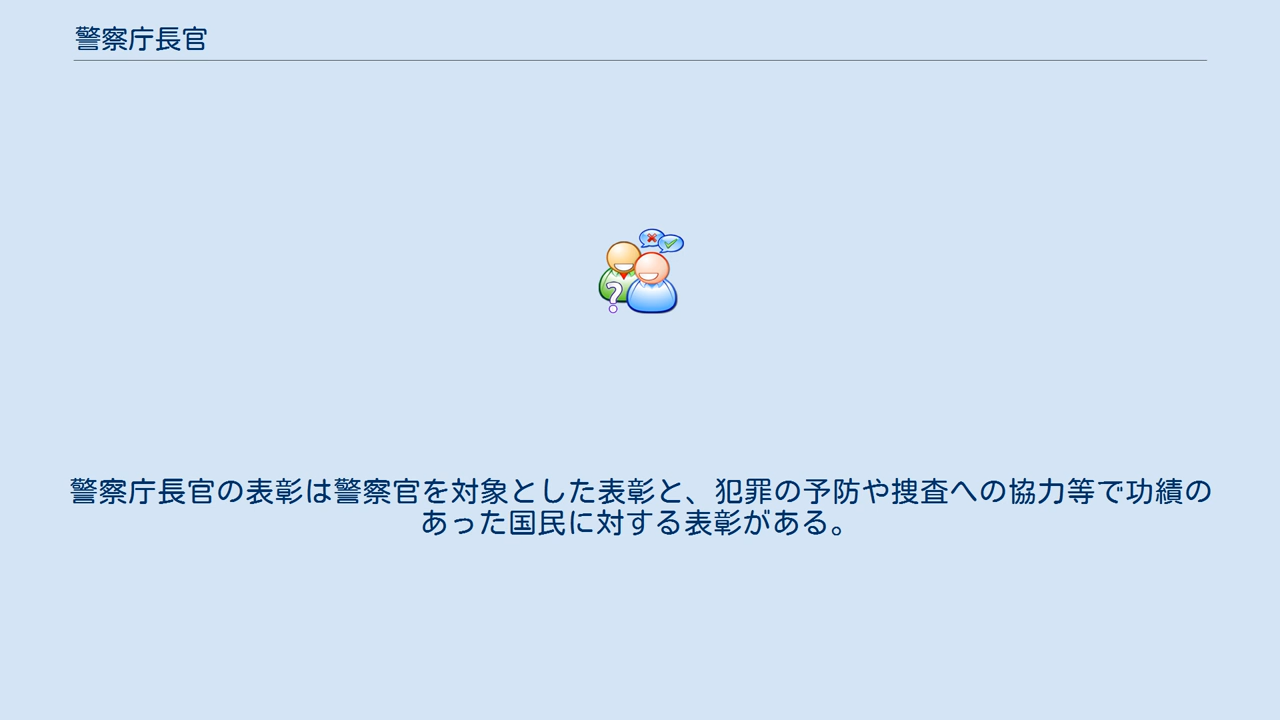 警察庁長官
警察庁長官の表彰は警察官を対象とした表彰と、犯罪の予防や捜査への協力等で功績の
あった国民に対する表彰がある。